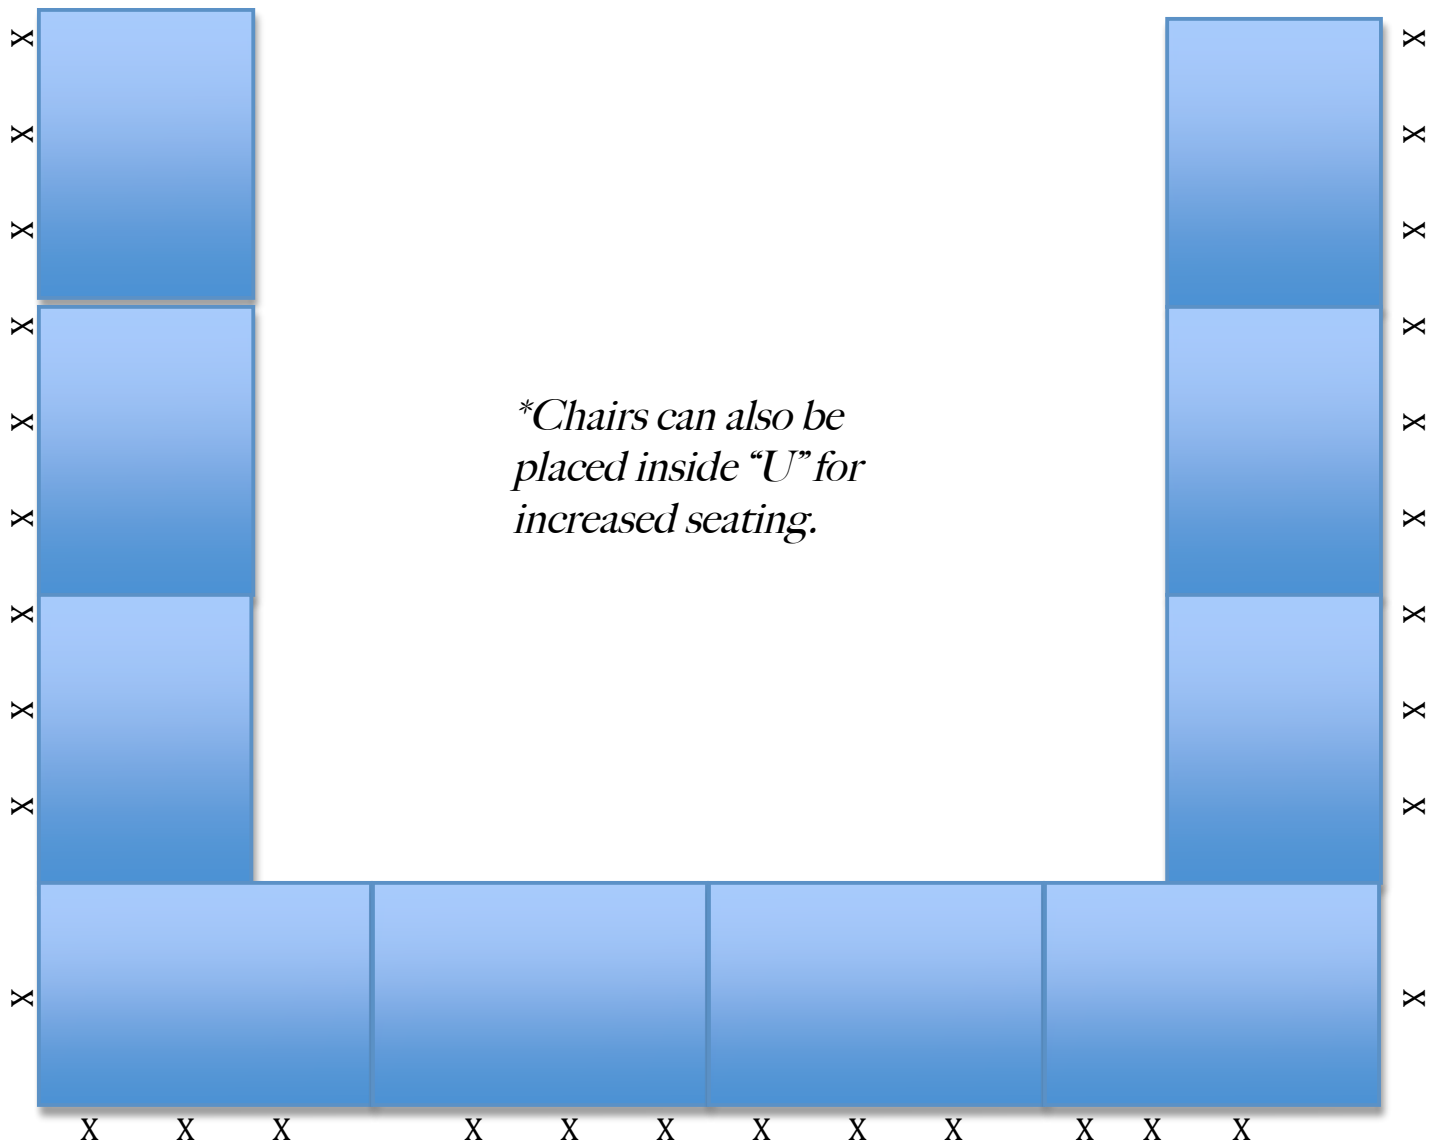 X X
X X
X X
X X
X X
X X
X X
X X
X X
X X
*Chairs can also be
placed inside “U” for
increased seating.
X X X X X X X X X X X X